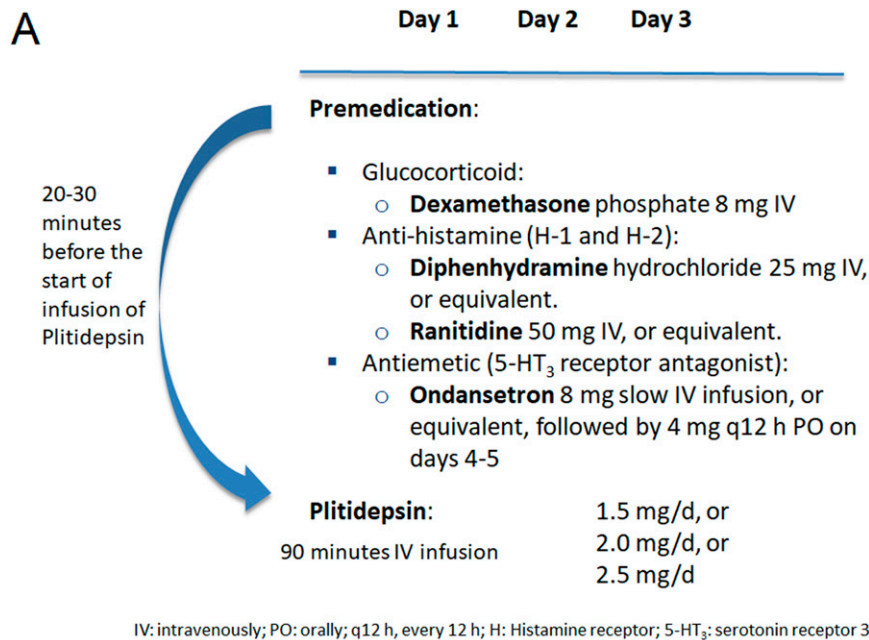 A
Day 1 Day 2 Day 3
Premedication:
▪ Glucocorticoid:
o Dexamethasone phosphate 8 mg IV
▪ Anti-histamine (H-1 and H-2):
o Diphenhydramine hydrochloride 25 mg IV,
or equivalent.
o Ranitidine 50 mg IV, or equivalent.
▪ Antiemetic (5-HT₃ receptor antagonist):
o Ondansetron 8 mg slow IV infusion, or
equivalent, followed by 4 mg q12 h PO on
days 4-5
20-30
minutes
before the
start of
infusion of
Plitidepsin
Plitidepsin:
90 minutes IV infusion
1.5 mg/d, or
2.0 mg/d, or
2.5 mg/d
IV: intravenously; PO: orally; q12 h, every 12 h; H: Histamine receptor; 5-HT₃: serotonin receptor 3